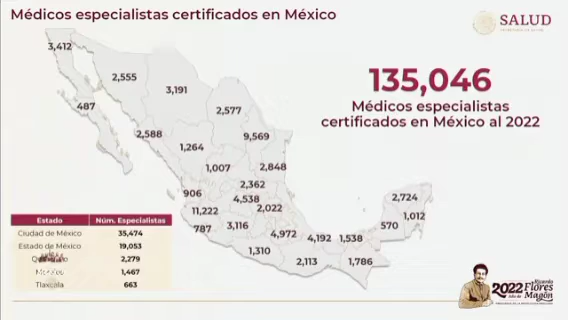 Médicos especialistas certificados en México
SALUD
135,046
Médicos especialistas
certificados en México al 2022
3,412
2,555
3,191
487
2,577
2,588
9,569
1,264
1,007
2,848
906
2,362
4,538
11,222
2,022
787
3,116
4,972
1,310
4,192
1,538
2,113
1,786
2,724
1,012
570
Estado Núm. Especialistas
Ciudad de México 35,474
Estado de México 19,053
2,279
1,467
Tlaxcala 663
2022 Ricardo
Flores
Año de Magón